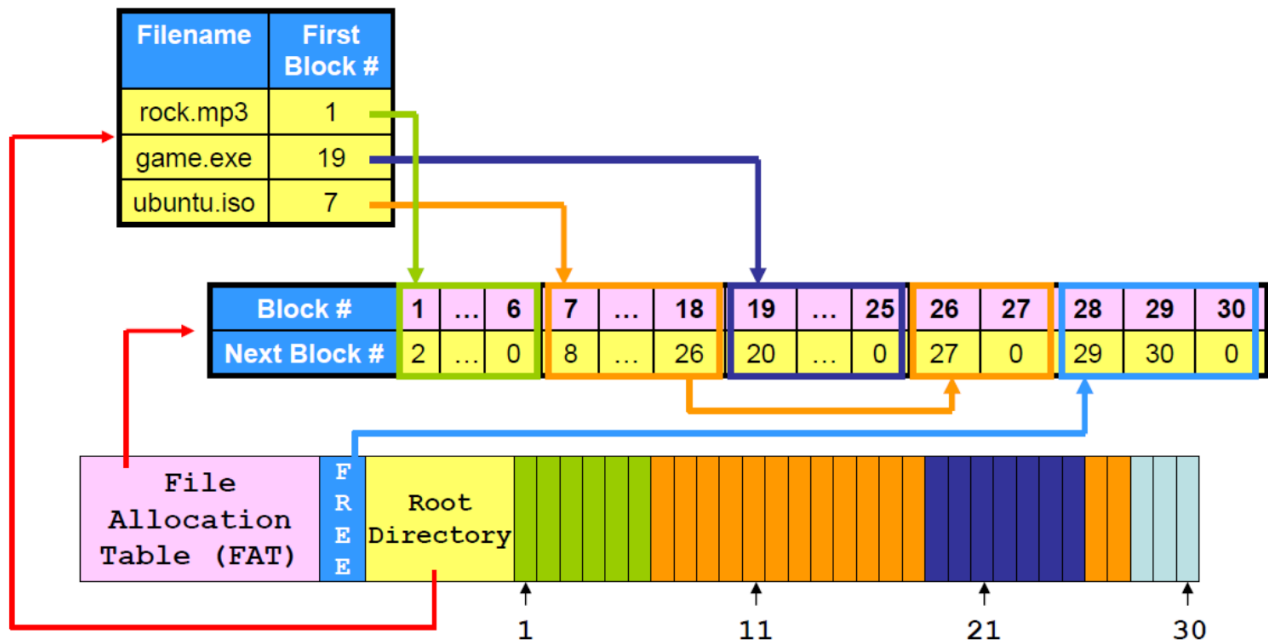 Filename First Block #
rock.mp3 1
game.exe 19
ubuntu.iso 7
Block # 1 ... 6 7 ... 18 19 ... 25 26 27 28 29 30
Next Block # 2 ... 0 8 ... 26 20 ... 0 27 0 29 30 0
File Allocation Table (FAT)
FREE
Root Directory
1 11 21 30